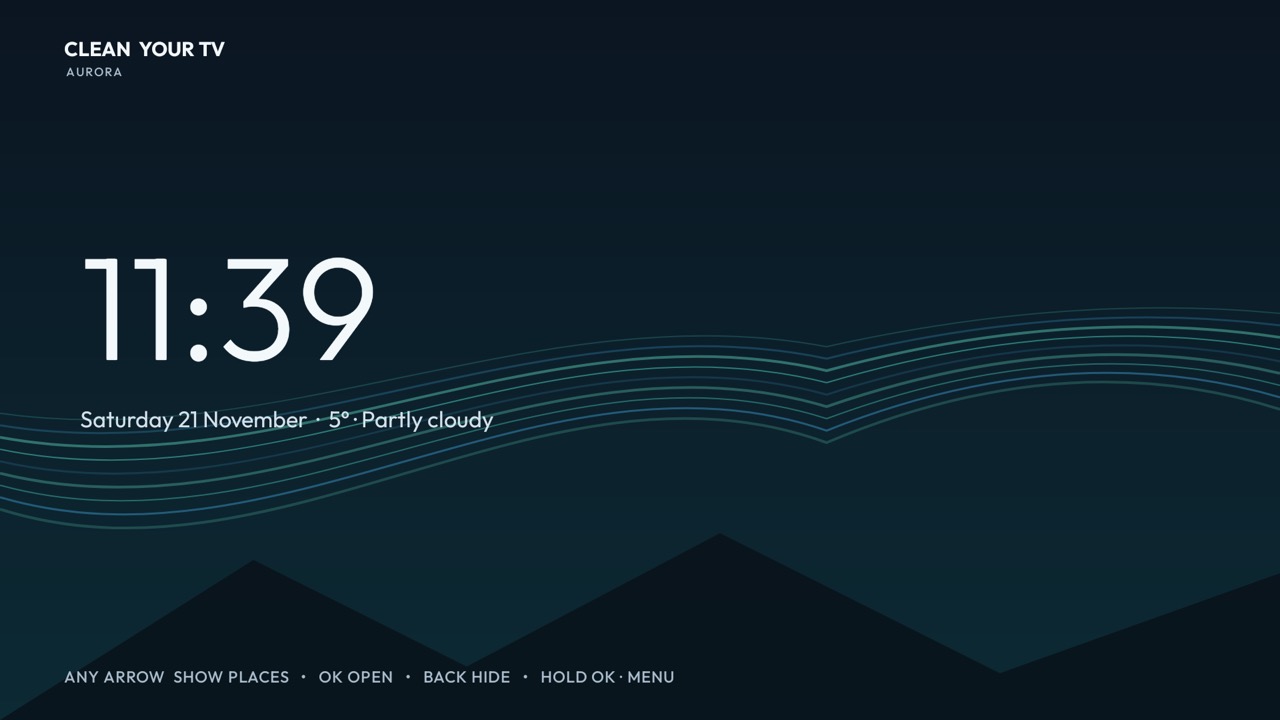 CLEAN YOUR TV
AURORA
11:39
Saturday 21 November · 5° · Partly cloudy
ANY ARROW SHOW PLACES • OK OPEN • BACK HIDE • HOLD OK · MENU